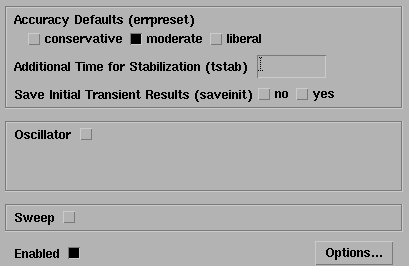 Accuracy Defaults (errpreset)
conservative moderate liberal
Additional Time for Stabilization (tstab)
Save Initial Transient Results (saveinit) no yes
Oscillator
Sweep
Enabled Options...